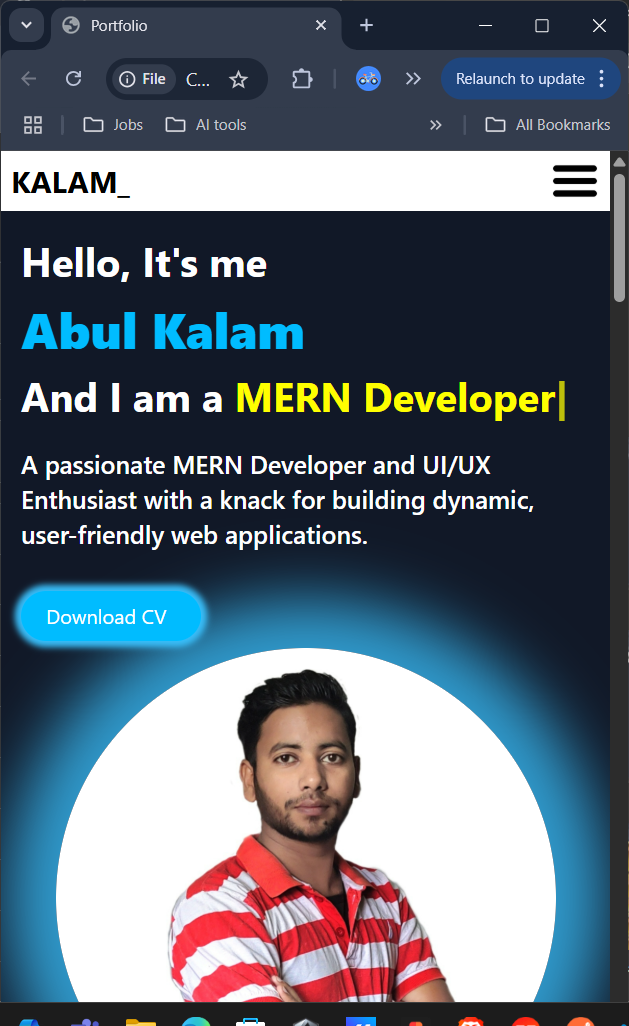 Portfolio
File C...
Relaunch to update
Jobs
AI tools
All Bookmarks
KALAM_
Hello, It's me
Abul Kalam
And I am a MERN Developer|
A passionate MERN Developer and UI/UX
Enthusiast with a knack for building dynamic,
user-friendly web applications.
Download CV